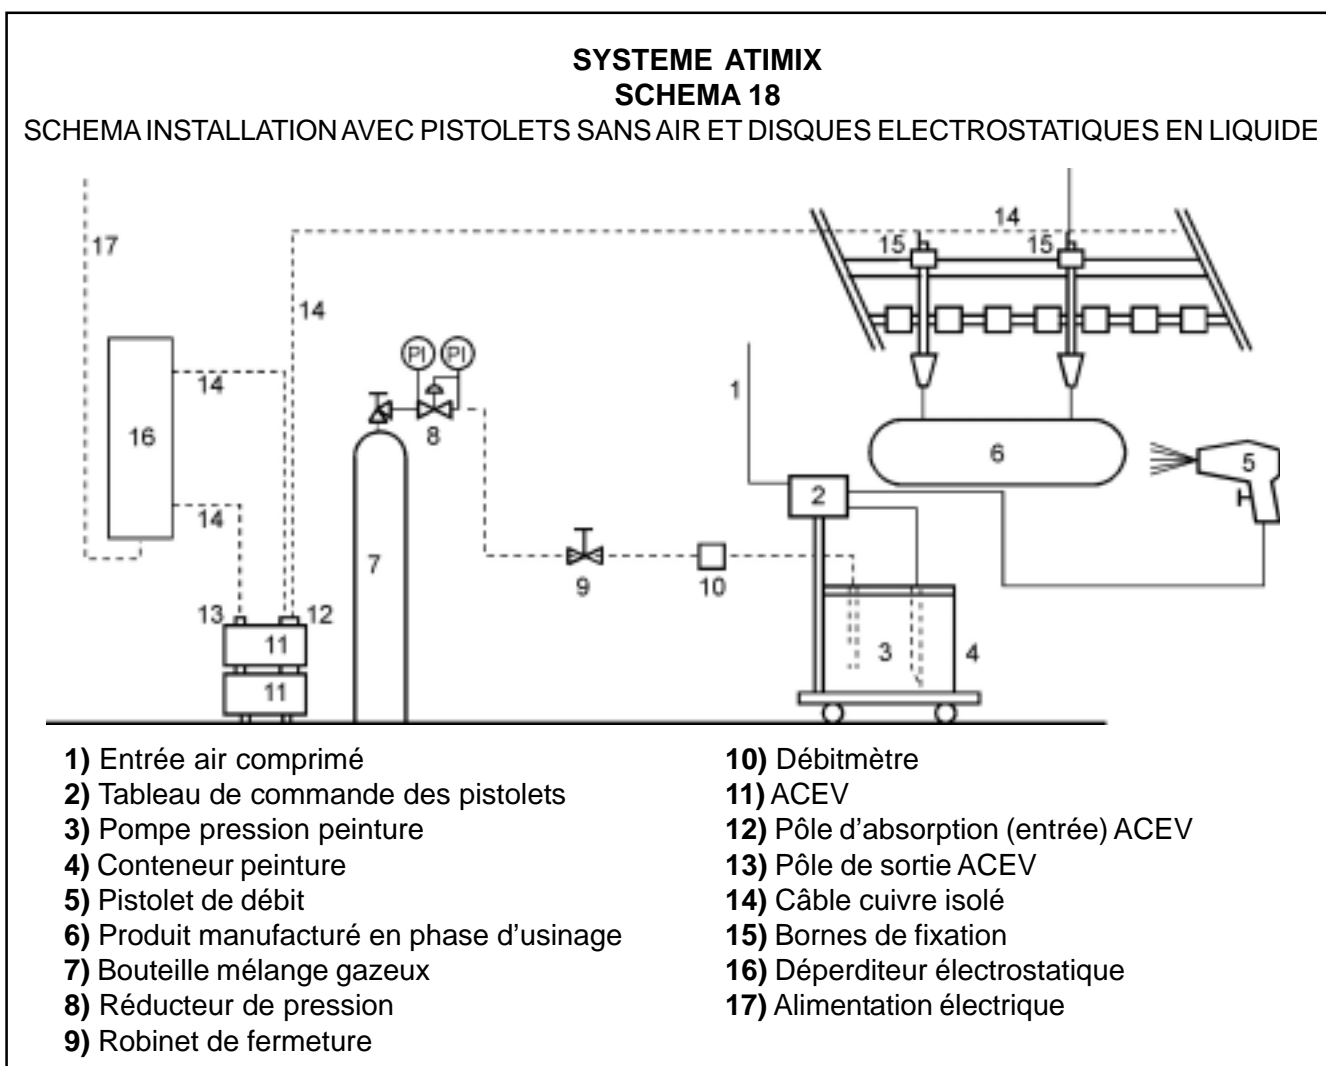 SYSTEME ATIMIX
SCHEMA 18
SCHEMA INSTALLATION AVEC PISTOLETS SANS AIR ET DISQUES ELECTROSTATIQUES EN LIQUIDE
17
14
14
15
15
14
PI
PI
1
16
8
6
5
2
14
7
9
10
13
12
11
3
4
11
1) Entrée air comprimé
2) Tableau de commande des pistolets
3) Pompe pression peinture
4) Conteneur peinture
5) Pistolet de débit
6) Produit manufacturé en phase d'usinage
7) Bouteille mélange gazeux
8) Réducteur de pression
9) Robinet de fermeture
10) Débitmètre
11) ACEV
12) Pôle d'absorption (entrée) ACEV
13) Pôle de sortie ACEV
14) Câble cuivre isolé
15) Bornes de fixation
16) Déperditeur électrostatique
17) Alimentation électrique